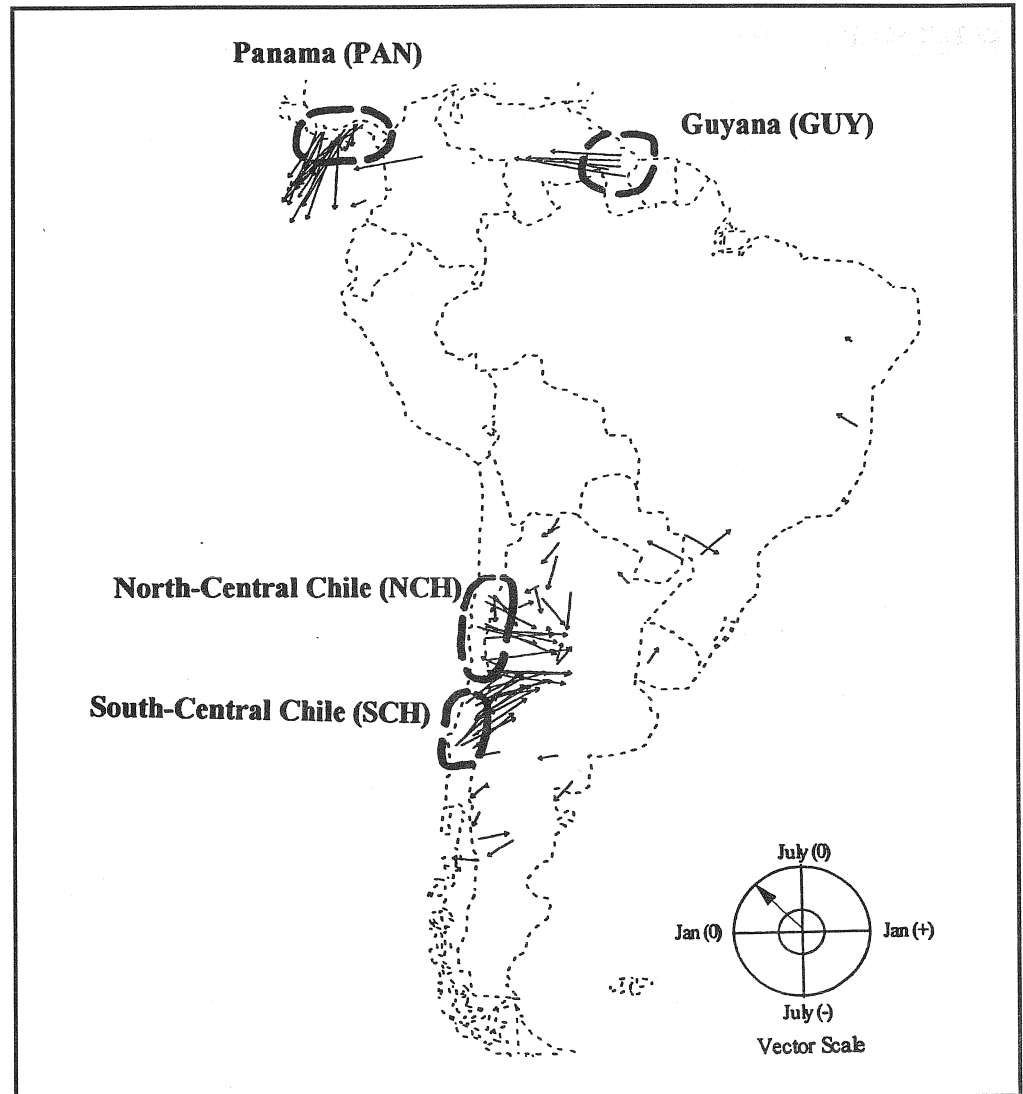 Panama (PAN)
Guyana (GUY)
North-Central Chile (NCH)
South-Central Chile (SCH)
July (0)
Jan (0)
Jan (+)
July (-)
Vector Scale